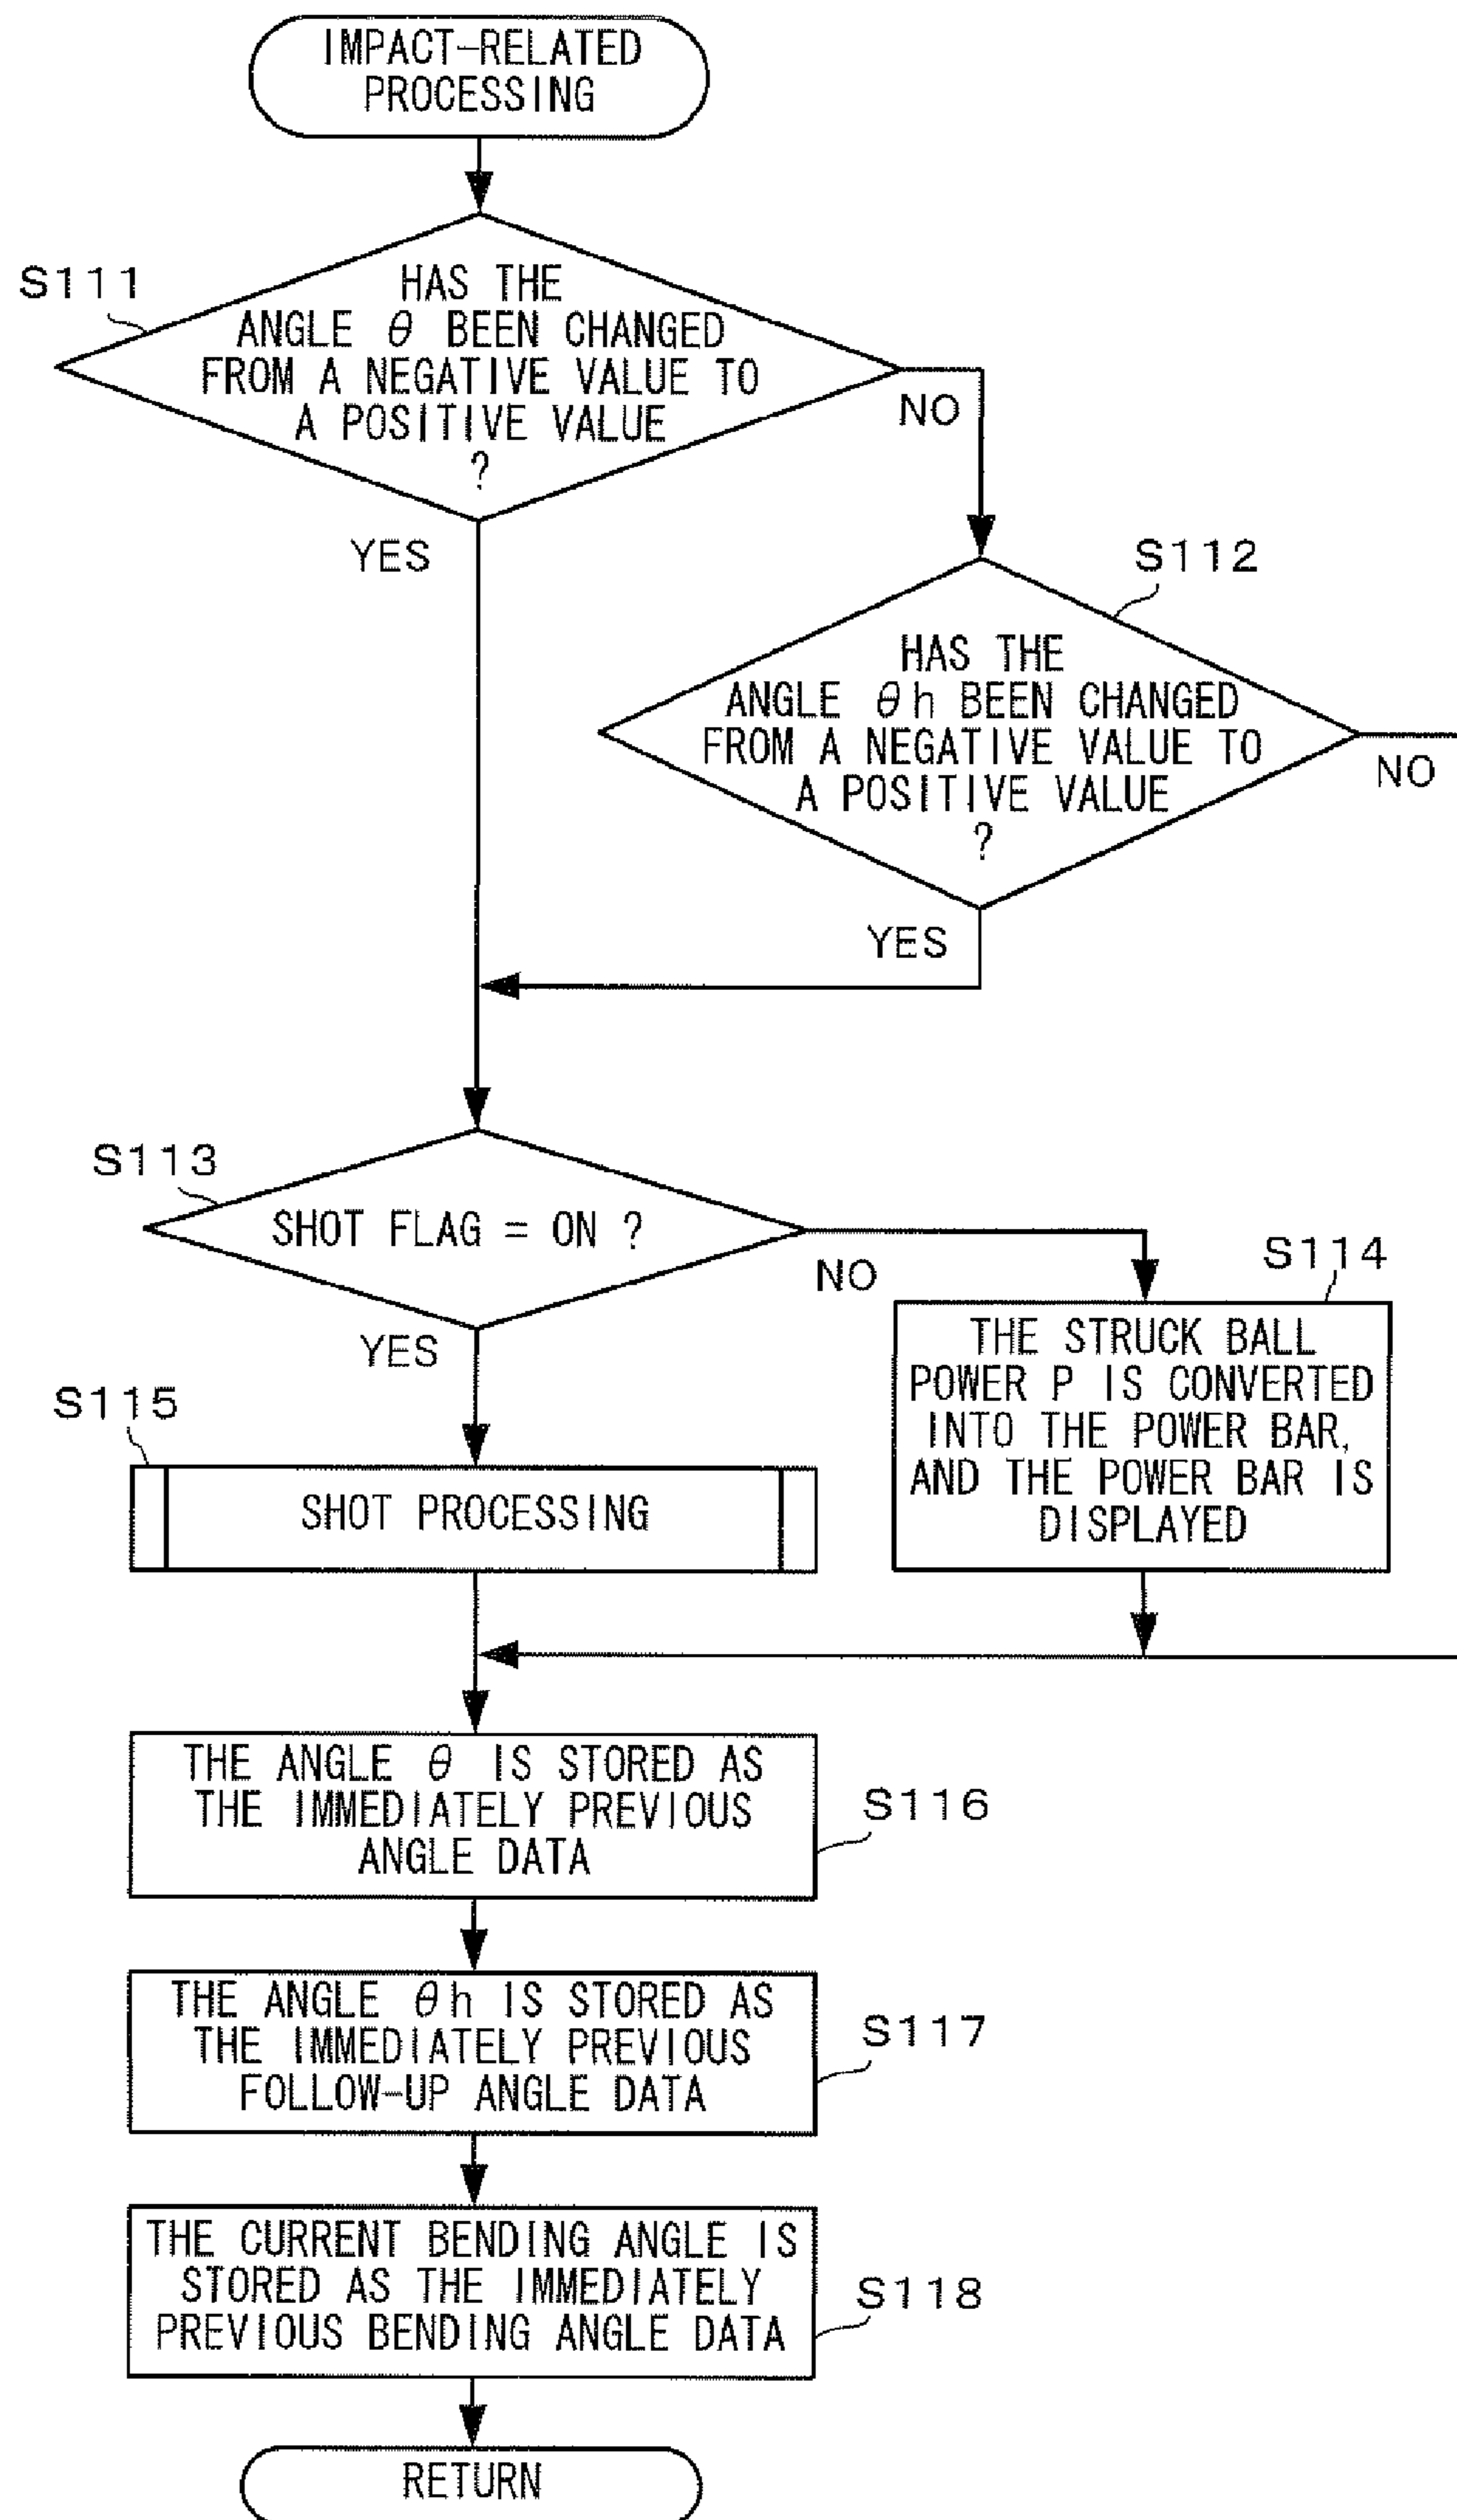 IMPACT-RELATED
PROCESSING
S111
HAS THE
ANGLE θ BEEN CHANGED
FROM A NEGATIVE VALUE TO
A POSITIVE VALUE
?
NO
YES
S112
HAS THE
ANGLE θh BEEN CHANGED
FROM A NEGATIVE VALUE TO
A POSITIVE VALUE
?
NO
YES
S113
SHOT FLAG = ON ?
NO
YES
S114
THE STRUCK BALL
POWER P IS CONVERTED
INTO THE POWER BAR,
AND THE POWER BAR IS
DISPLAYED
S115
SHOT PROCESSING
THE ANGLE θ IS STORED AS
THE IMMEDIATELY PREVIOUS
ANGLE DATA
S116
THE ANGLE θh IS STORED AS
THE IMMEDIATELY PREVIOUS
FOLLOW-UP ANGLE DATA
S117
THE CURRENT BENDING ANGLE IS
STORED AS THE IMMEDIATELY
PREVIOUS BENDING ANGLE DATA
S118
RETURN